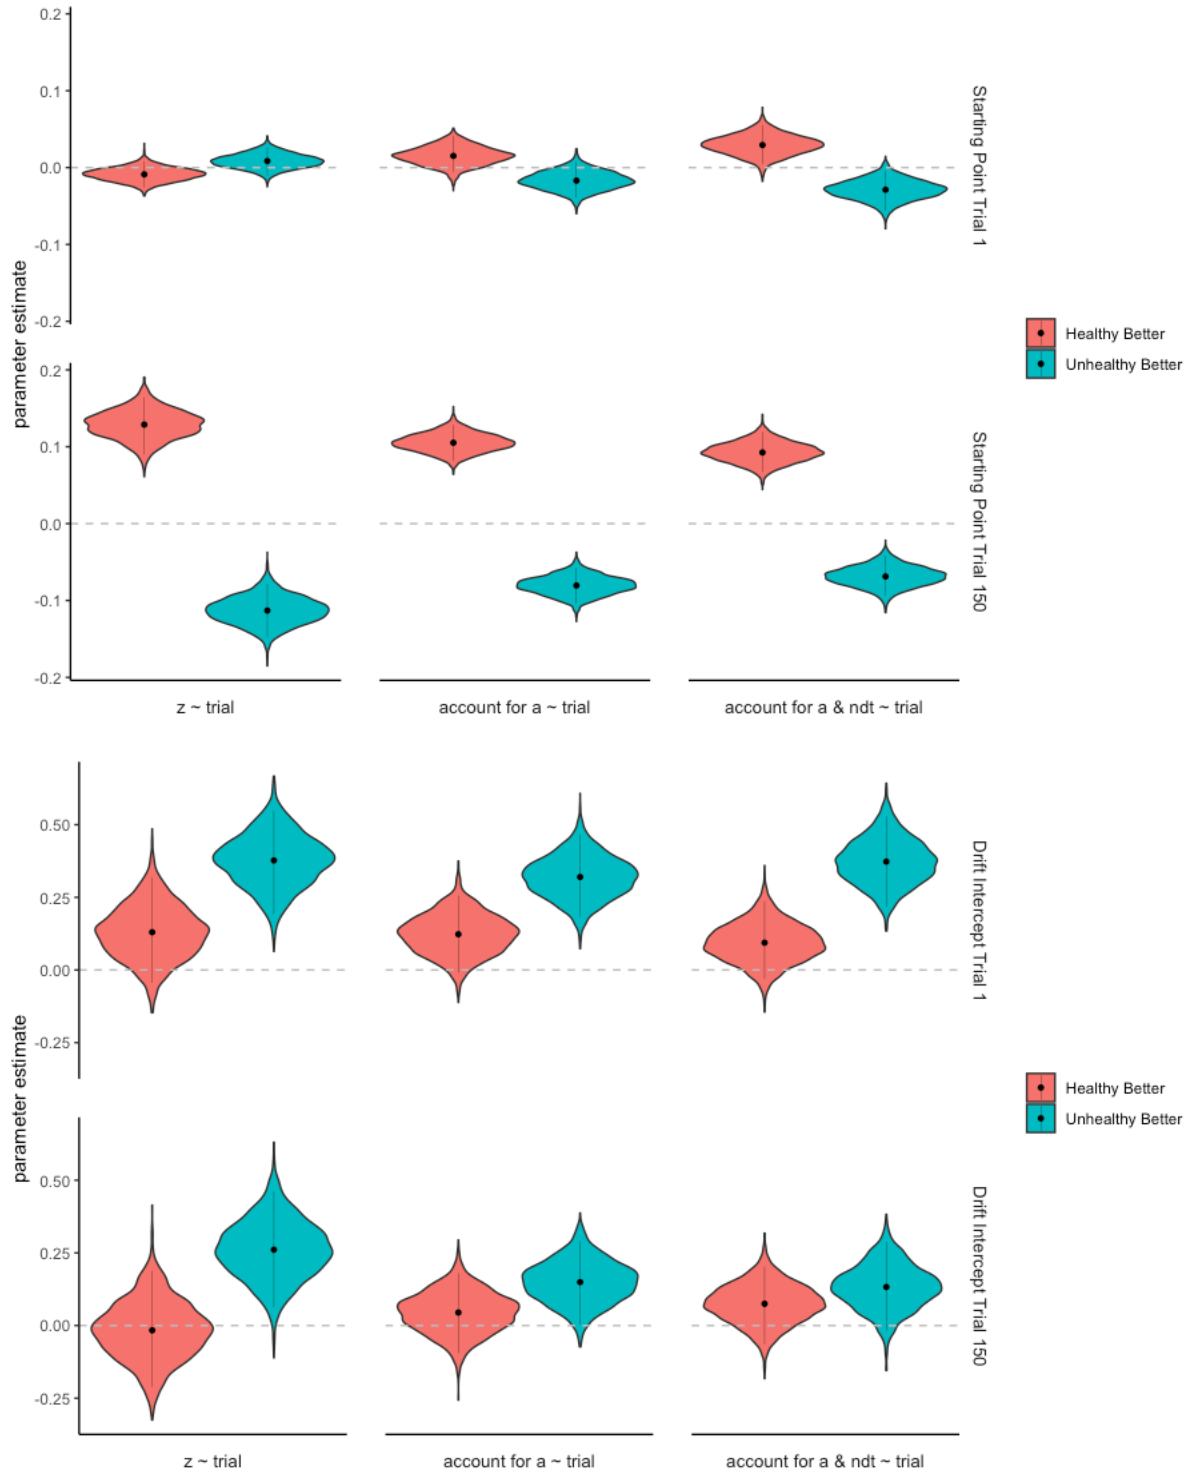 parameter estimate
0.2
0.1
0.0
-0.1
-0.2
Starting Point Trial 1
0.2
0.1
0.0
-0.1
-0.2
Starting Point Trial 150
z ~ trial
account for a ~ trial
account for a & ndt ~ trial
Healthy Better
Unhealthy Better
parameter estimate
0.50
0.25
0.00
-0.25
Drift Intercept Trial 1
0.50
0.25
0.00
-0.25
Drift Intercept Trial 150
z ~ trial
account for a ~ trial
account for a & ndt ~ trial
Healthy Better
Unhealthy Better